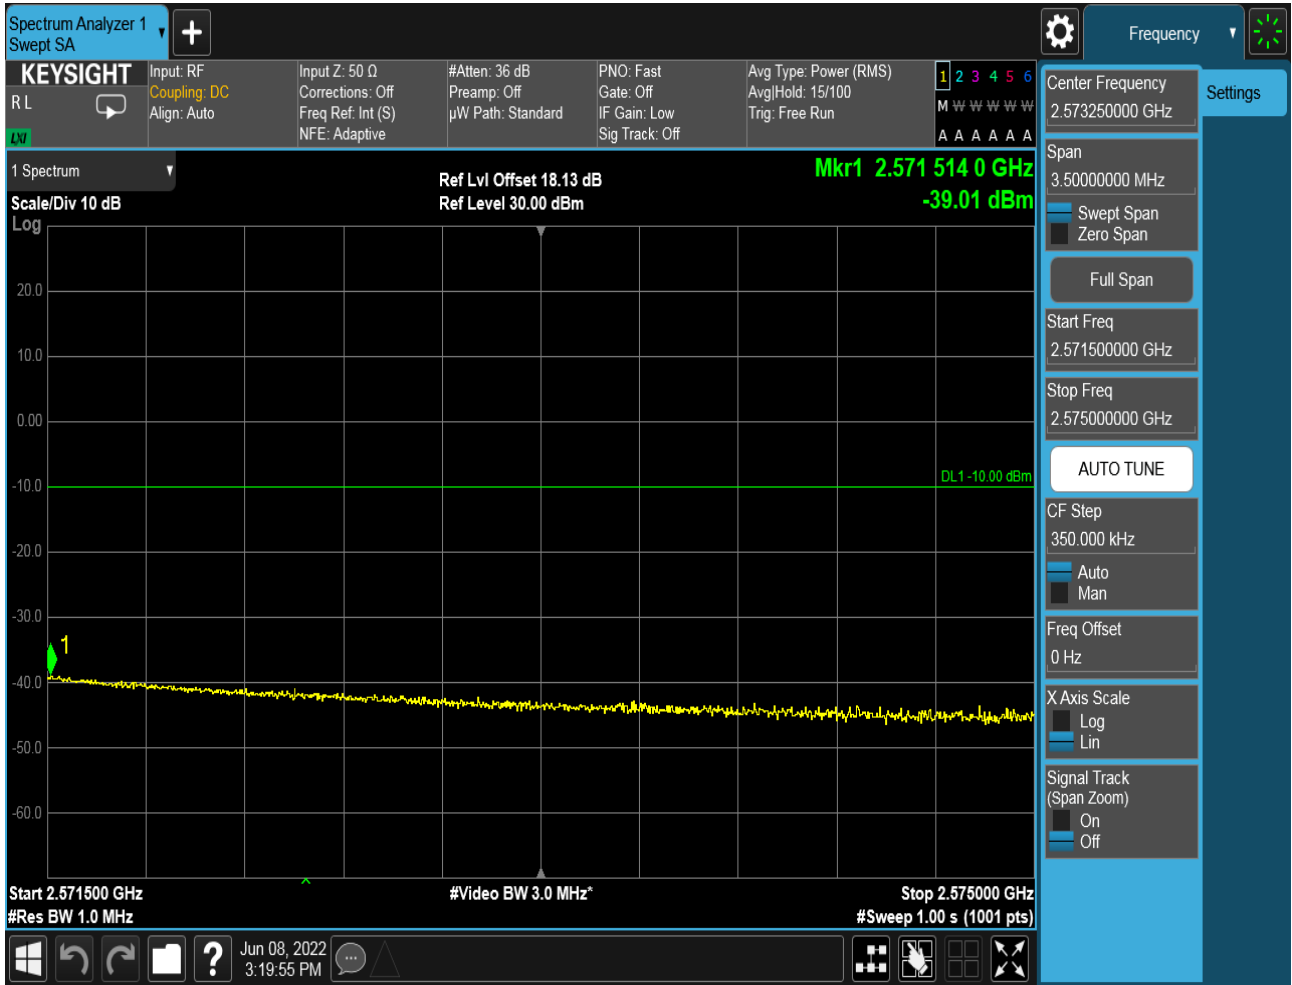 Spectrum Analyzer 1
Swept SA
Frequency
KEYSIGHT
R L
LXI
Input: RF
Coupling: DC
Align: Auto
Input Z: 50 Ω
Corrections: Off
Freq Ref: Int (S)
NFE: Adaptive
#Atten: 36 dB
Preamp: Off
µW Path: Standard
PNO: Fast
Gate: Off
IF Gain: Low
Sig Track: Off
Avg Type: Power (RMS)
Avg|Hold: 15/100
Trig: Free Run
1 2 3 4 5 6
M W W W W W
A A A A A A
1 Spectrum
Scale/Div 10 dB
Log
Ref Lvl Offset 18.13 dB
Ref Level 30.00 dBm
Mkr1 2.571 514 0 GHz
-39.01 dBm
20.0
10.0
0.00
-10.0
-20.0
-30.0
-40.0
-50.0
-60.0
DL1 -10.00 dBm
1
Start 2.571500 GHz
#Res BW 1.0 MHz
#Video BW 3.0 MHz*
Stop 2.575000 GHz
#Sweep 1.00 s (1001 pts)
Jun 08, 2022
3:19:55 PM
Center Frequency
2.573250000 GHz
Span
3.50000000 MHz
Swept Span
Zero Span
Full Span
Start Freq
2.571500000 GHz
Stop Freq
2.575000000 GHz
AUTO TUNE
CF Step
350.000 kHz
Auto
Man
Freq Offset
0 Hz
X Axis Scale
Log
Lin
Signal Track
(Span Zoom)
On
Off
Settings